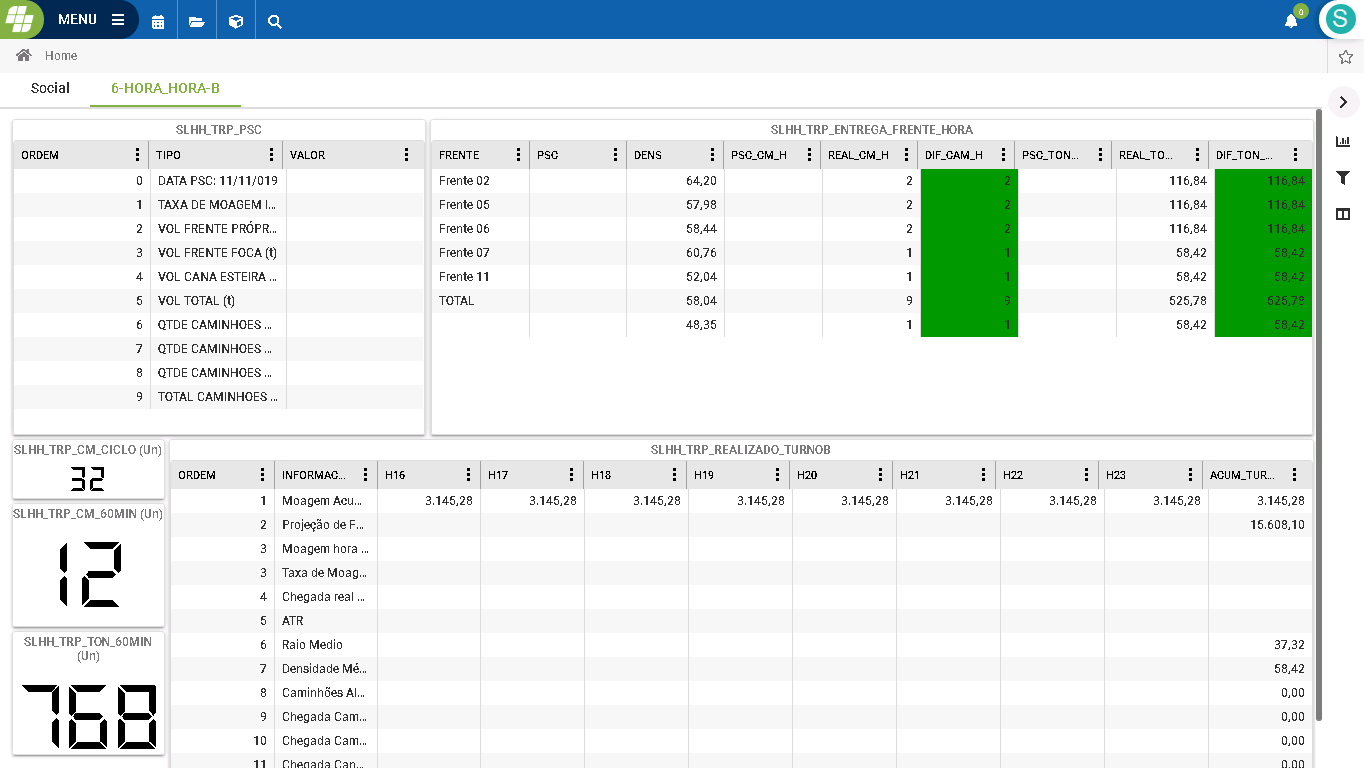 MENU
0
S
Home
Social 6-HORA_HORA-B
SLHH_TRP_PSC
ORDEM TIPO VALOR
0 DATA PSC: 11/11/019
1 TAXA DE MOAGEM I...
2 VOL FRENTE PRÓPR...
3 VOL FRENTE FOCA (t)
4 VOL CANA ESTEIRA ...
5 VOL TOTAL (t)
6 QTDE CAMINHOES ...
7 QTDE CAMINHOES ...
8 QTDE CAMINHOES ...
9 TOTAL CAMINHOES ...
SLHH_TRP_ENTREGA_FRENTE_HORA
FRENTE PSC DENS PSC_CM_H REAL_CM_H DIF_CAM_H PSC_TON... REAL_TO... DIF_TON_...
Frente 02 64,20 2 2 116,84 116,84
Frente 05 57,98 2 2 116,84 116,84
Frente 06 58,44 2 2 116,84 116,84
Frente 07 60,76 1 1 58,42 58,42
Frente 11 52,04 1 1 58,42 58,42
TOTAL 58,04 9 9 525,78 525,78
48,35 1 1 58,42 58,42
SLHH_TRP_CM_CICLO (Un)
32
SLHH_TRP_CM_60MIN (Un)
12
SLHH_TRP_TON_60MIN
(Un)
768
SLHH_TRP_REALIZADO_TURNOB
ORDEM INFORMAC... H16 H17 H18 H19 H20 H21 H22 H23 ACUM_TUR...
1 Moagem Acu... 3.145,28 3.145,28 3.145,28 3.145,28 3.145,28 3.145,28 3.145,28 3.145,28 3.145,28
2 Projeção de F... 15.608,10
3 Moagem hora ...
3 Taxa de Moag...
4 Chegada real ...
5 ATR
6 Raio Medio 37,32
7 Densidade Mé... 58,42
8 Caminhões Al... 0,00
9 Chegada Cam... 0,00
10 Chegada Cam... 0,00
11 Chegada Can... 0,00